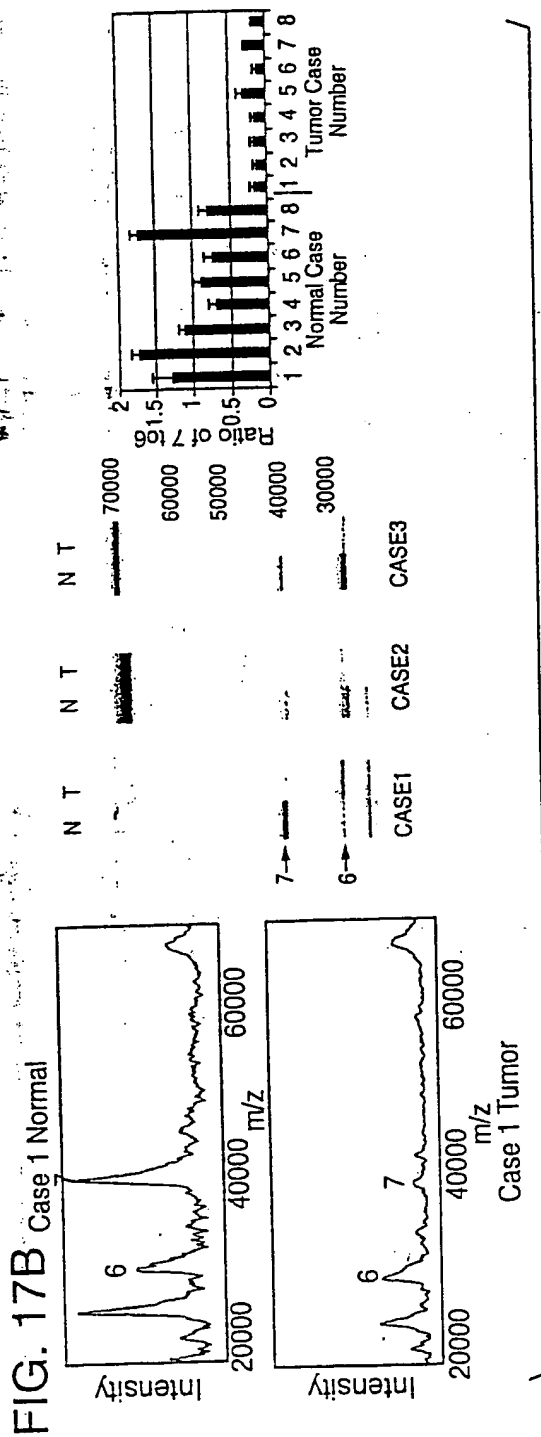 FIG. 17B
Case 1 Normal
Intensity
7
6
20000 40000 60000
m/z
Intensity
6
7
20000 40000 60000
m/z
Case 1 Tumor
N T N T N T
70000
60000
50000
7→
40000
30000
6→
CASE1 CASE2 CASE3
Ratio of 7 to6
2
1.5
1
0.5
0
1 2 3 4 5 6 7 8 1 2 3 4 5 6 7 8
Normal Case Tumor Case
Number Number